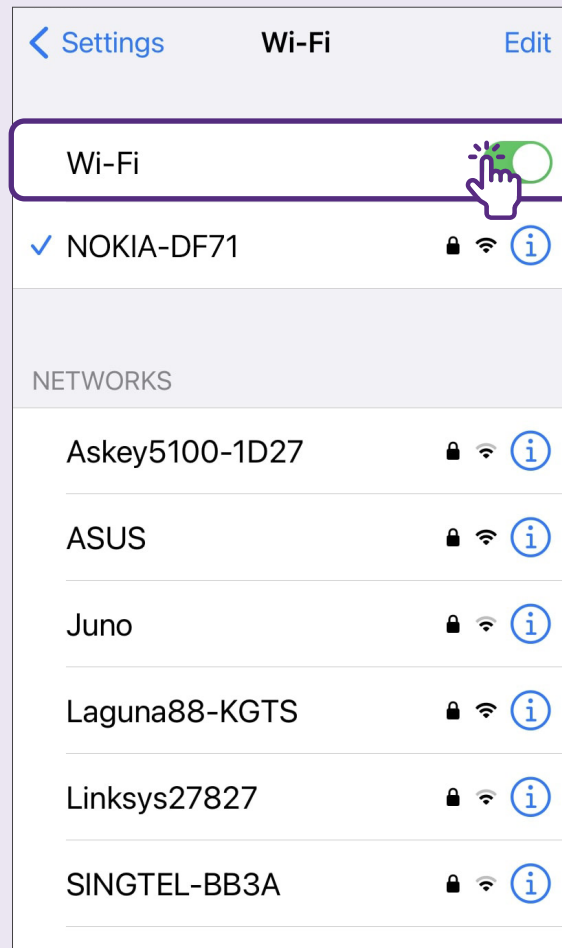 Settings Wi-Fi Edit
Wi-Fi
NOKIA-DF71
NETWORKS
Askey5100-1D27
ASUS
Juno
Laguna88-KGTS
Linksys27827
SINGTEL-BB3A